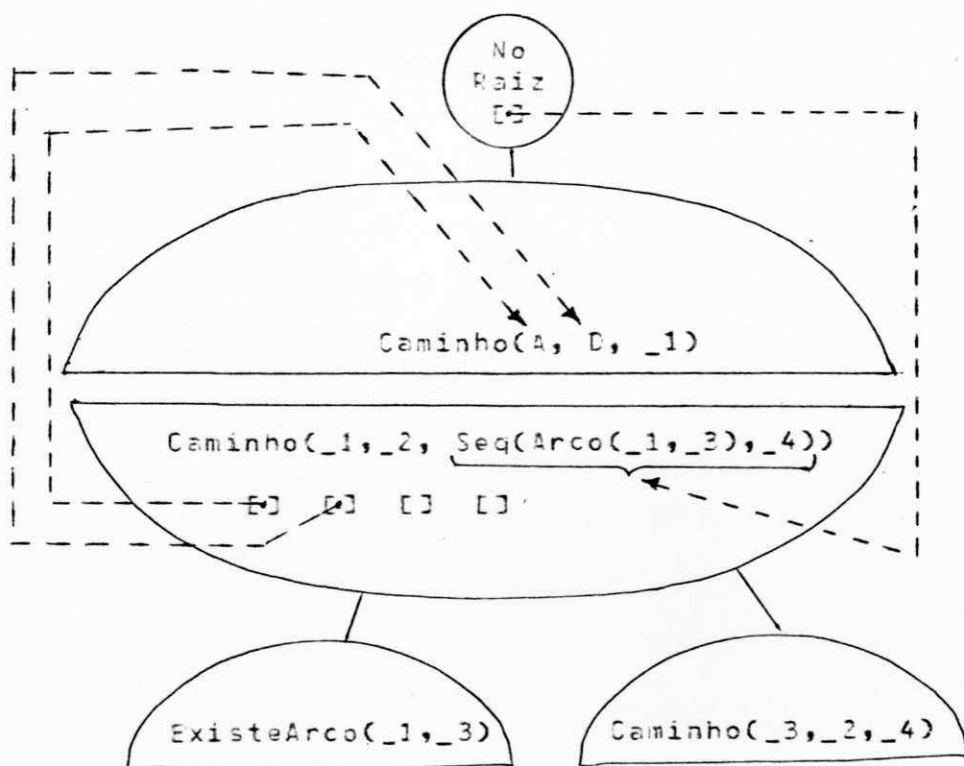 No
Raiz
[]
Caminho(A, D, _1)
Caminho(_1,_2, Seq(Arco(_1,_3),_4))
[] [] [] []
ExisteArco(_1,_3)
Caminho(_3,_2,_4)